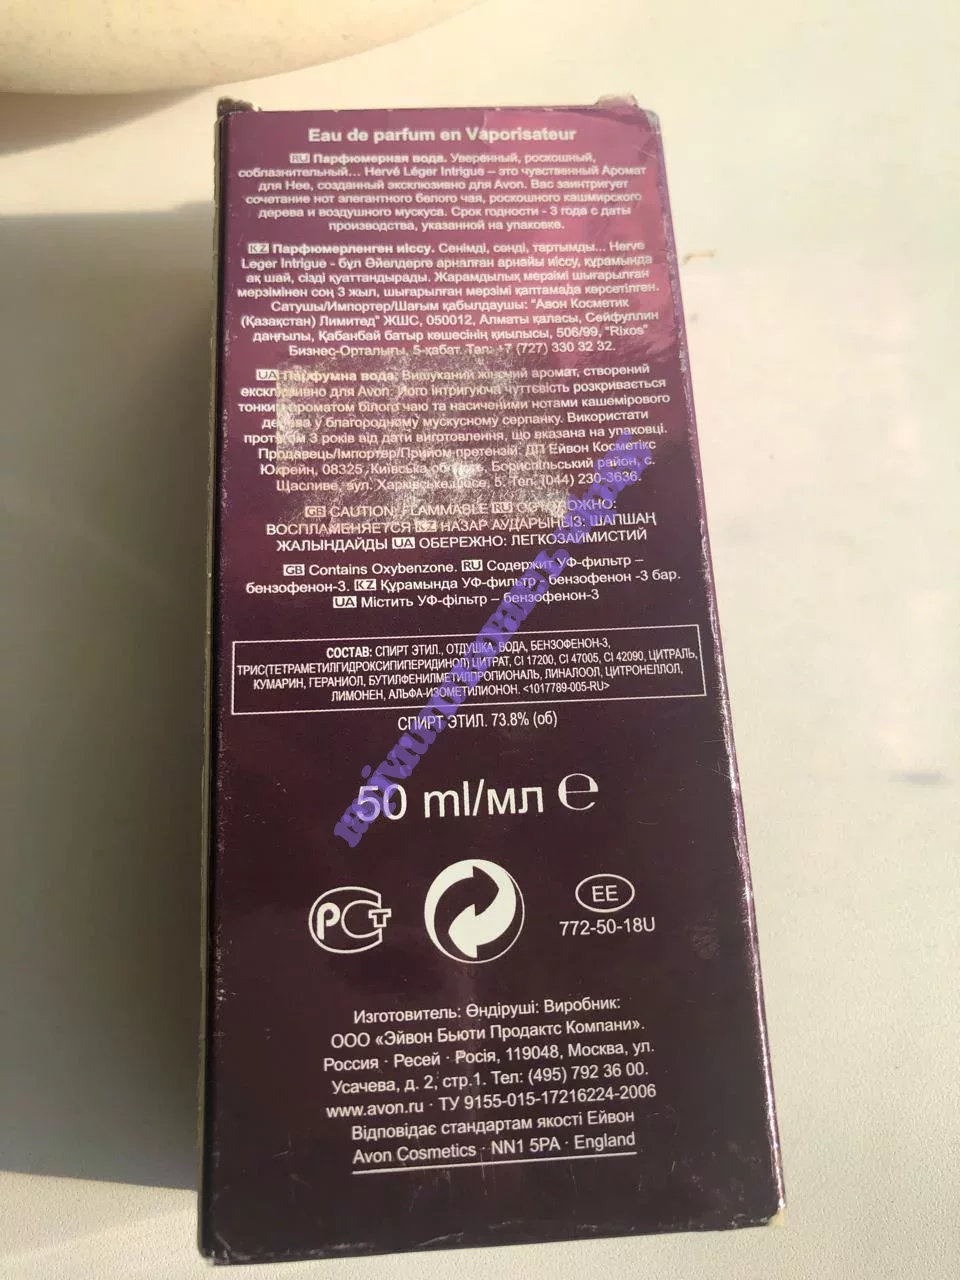 Eau de parfum en Vaporisateur
RU Парфюмерная вода. Уверенный, роскошный,
соблазнительный... Hervé Léger Intrigue – это чувственный Аромат
для Нее, созданный эксклюзивно для Avon. Вас заинтригует
сочетание нот элегантного белого чая, роскошного кашмирского
дерева и воздушного мускуса. Срок годности - 3 года с даты
производства, указанной на упаковке.
KZ Парфюмерленген иіссу. Сенімді, сәнді, тартымды... Herve
Leger Intrigue - бұл Әйелдерге арналған арнайы иіссу, құрамында
ақ шай, сізді қуаттандырады. Жарамдылық мерзімі шығарылған
мерзімінен соң 3 жыл, шығарылған мерзімі қаптамада көрсетілген.
Сатушы/Импортер/Шағым қабылдаушы: "Авон Косметик
(Қазақстан) Лимитед" ЖШС, 050012, Алматы қаласы, Сейфуллин
даңғылы, Қабанбай батыр көшесінің қиылысы, 506/99, "Rixos"
Бизнес-Орталығы, 5-қабат. Тел: +7 (727) 330 32 32.
UA Парфумна вода. Вишуканий жіночий аромат, створений
ексклюзивно для Avon. Його інтригуюча чуттєвість розкривається
тонким ароматом білого чаю та насиченими нотами кашемірового
дерева у благородному мускусному серпанку. Використати
протягом 3 років від дати виготовлення, що вказана на упаковці.
Продавець/Імпортер/Прийом претензій: ДП Ейвон Косметікс
Юкрейн, 08325, Київська область, Бориспільський район, с.
Щасливе, вул. Харківське шосе, 5. Тел. (044) 230-3636.
GB CAUTION: FLAMMABLE RU ОСТОРОЖНО:
ВОСПЛАМЕНЯЕТСЯ KZ НАЗАР АУДАРЫҢЫЗ: ШАПШАҢ
ЖАЛЫНДАЙДЫ UA ОБЕРЕЖНО: ЛЕГКОЗАЙМИСТИЙ
GB Contains Oxybenzone. RU Содержит УФ-фильтр –
бензофенон-3. KZ Құрамында УФ-фильтр - бензофенон -3 бар.
UA Містить УФ-фільтр – бензофенон-3
СОСТАВ: СПИРТ ЭТИЛ., ОТДУШКА, ВОДА, БЕНЗОФЕНОН-3,
ТРИС(ТЕТРАМЕТИЛГИДРОКСИПИПЕРИДИНОЛ) ЦИТРАТ, CI 17200, CI 47005, CI 42090, ЦИТРАЛЬ,
КУМАРИН, ГЕРАНИОЛ, БУТИЛФЕНИЛМЕТИЛПРОПИОНАЛЬ, ЛИНАЛООЛ, ЦИТРОНЕЛЛОЛ,
ЛИМОНЕН, АЛЬФА-ИЗОМЕТИЛИОНОН. <1017789-005-RU>
СПИРТ ЭТИЛ. 73.8% (об)
50 ml/мл e
РСТ
EE
772-50-18U
Изготовитель: Өндіруші: Виробник:
ООО «Эйвон Бьюти Продактс Компани».
Россия · Ресей · Росія, 119048, Москва, ул.
Усачева, д. 2, стр.1. Тел: (495) 792 36 00.
www.avon.ru · ТУ 9155-015-17216224-2006
Відповідає стандартам якості Ейвон
Avon Cosmetics · NN1 5PA · England